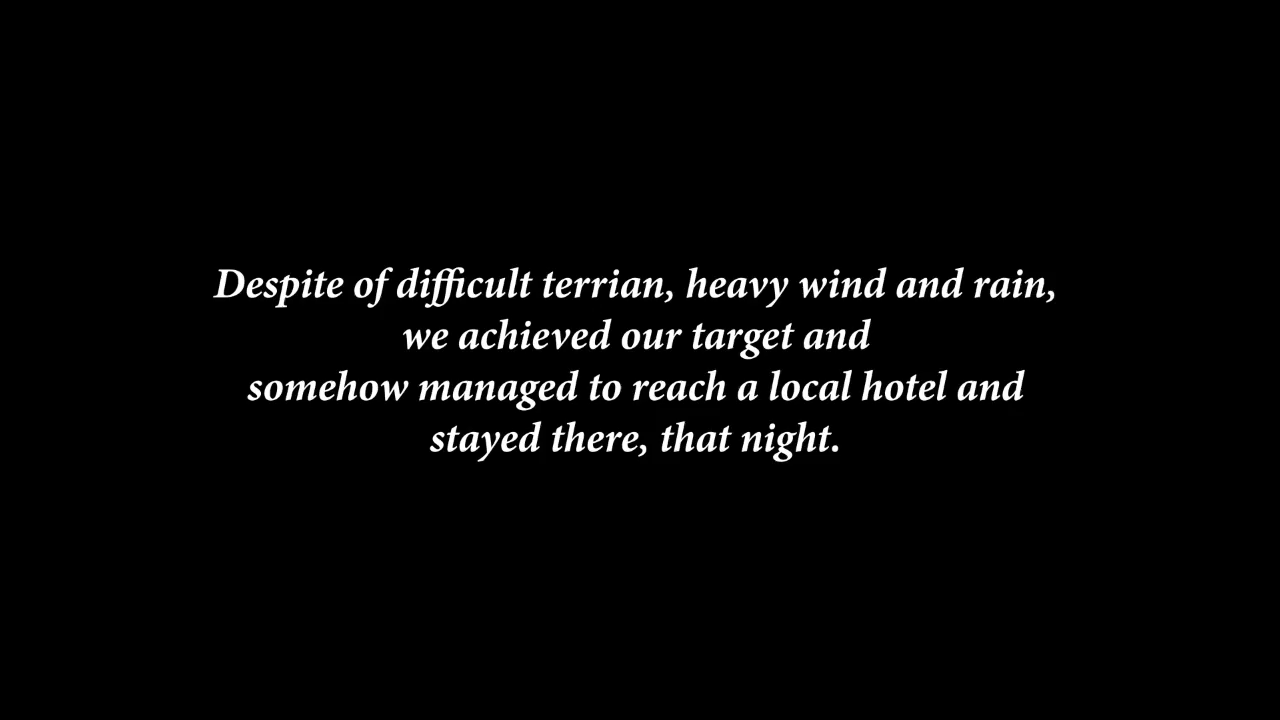 Despite of difficult terrian, heavy wind and rain,
we achieved our target and
somehow managed to reach a local hotel and
stayed there, that night.